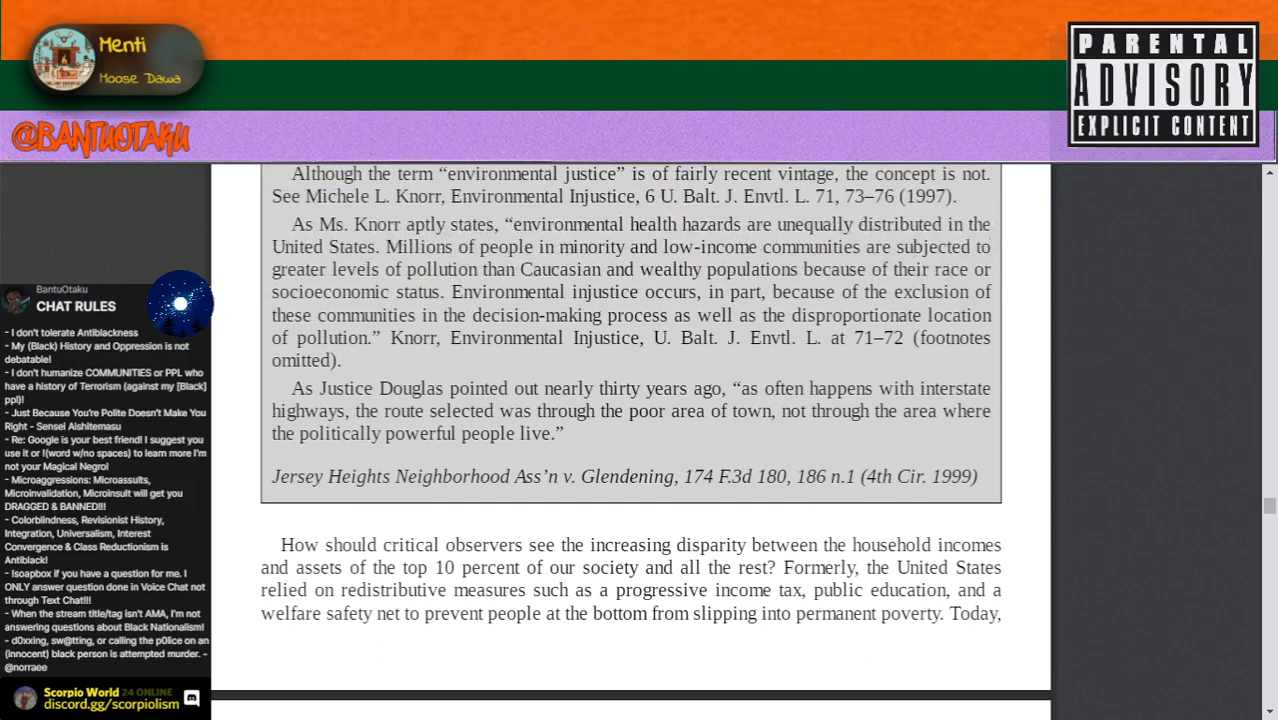 Menti
Moose Dawa
PARENTAL
ADVISORY
EXPLICIT CONTENT
@BANTUOTAKU
BantuOtaku
CHAT RULES
- I don't tolerate Antiblackness
- My (Black) History and Oppression is not
debatable!
- I don't humanize COMMUNITIES or PPL who
have a history of Terrorism (against my [Black]
ppl)!
- Just Because You're Polite Doesn't Make You
Right - Sensei Aishitemasu
- Re: Google is your best friend! I suggest you
use it or !(word w/no spaces) to learn more I'm
not your Magical Negro!
- Microaggressions: Microassults,
Microinvalidation, Microinsult will get you
DRAGGED & BANNED!!!
- Colorblindness, Revisionist History,
Integration, Universalism, Interest
Convergence & Class Reductionism is
Antiblack!
- !soapbox if you have a question for me. I
ONLY answer question done in Voice Chat not
through Text Chat!!!
- When the stream title/tag isn't AMA, I'm not
answering questions about Black Nationalism!
- d0xxing, sw@tting, or calling the p0lice on an
(innocent) black person is attempted murder. -
@norraee
Scorpio World 24 ONLINE
discord.gg/scorpiolism
Although the term “environmental justice” is of fairly recent vintage, the concept is not.
See Michele L. Knorr, Environmental Injustice, 6 U. Balt. J. Envtl. L. 71, 73–76 (1997).
As Ms. Knorr aptly states, “environmental health hazards are unequally distributed in the
United States. Millions of people in minority and low-income communities are subjected to
greater levels of pollution than Caucasian and wealthy populations because of their race or
socioeconomic status. Environmental injustice occurs, in part, because of the exclusion of
these communities in the decision-making process as well as the disproportionate location
of pollution.” Knorr, Environmental Injustice, U. Balt. J. Envtl. L. at 71–72 (footnotes
omitted).
As Justice Douglas pointed out nearly thirty years ago, “as often happens with interstate
highways, the route selected was through the poor area of town, not through the area where
the politically powerful people live.”
Jersey Heights Neighborhood Ass’n v. Glendening, 174 F.3d 180, 186 n.1 (4th Cir. 1999)
How should critical observers see the increasing disparity between the household incomes
and assets of the top 10 percent of our society and all the rest? Formerly, the United States
relied on redistributive measures such as a progressive income tax, public education, and a
welfare safety net to prevent people at the bottom from slipping into permanent poverty. Today,